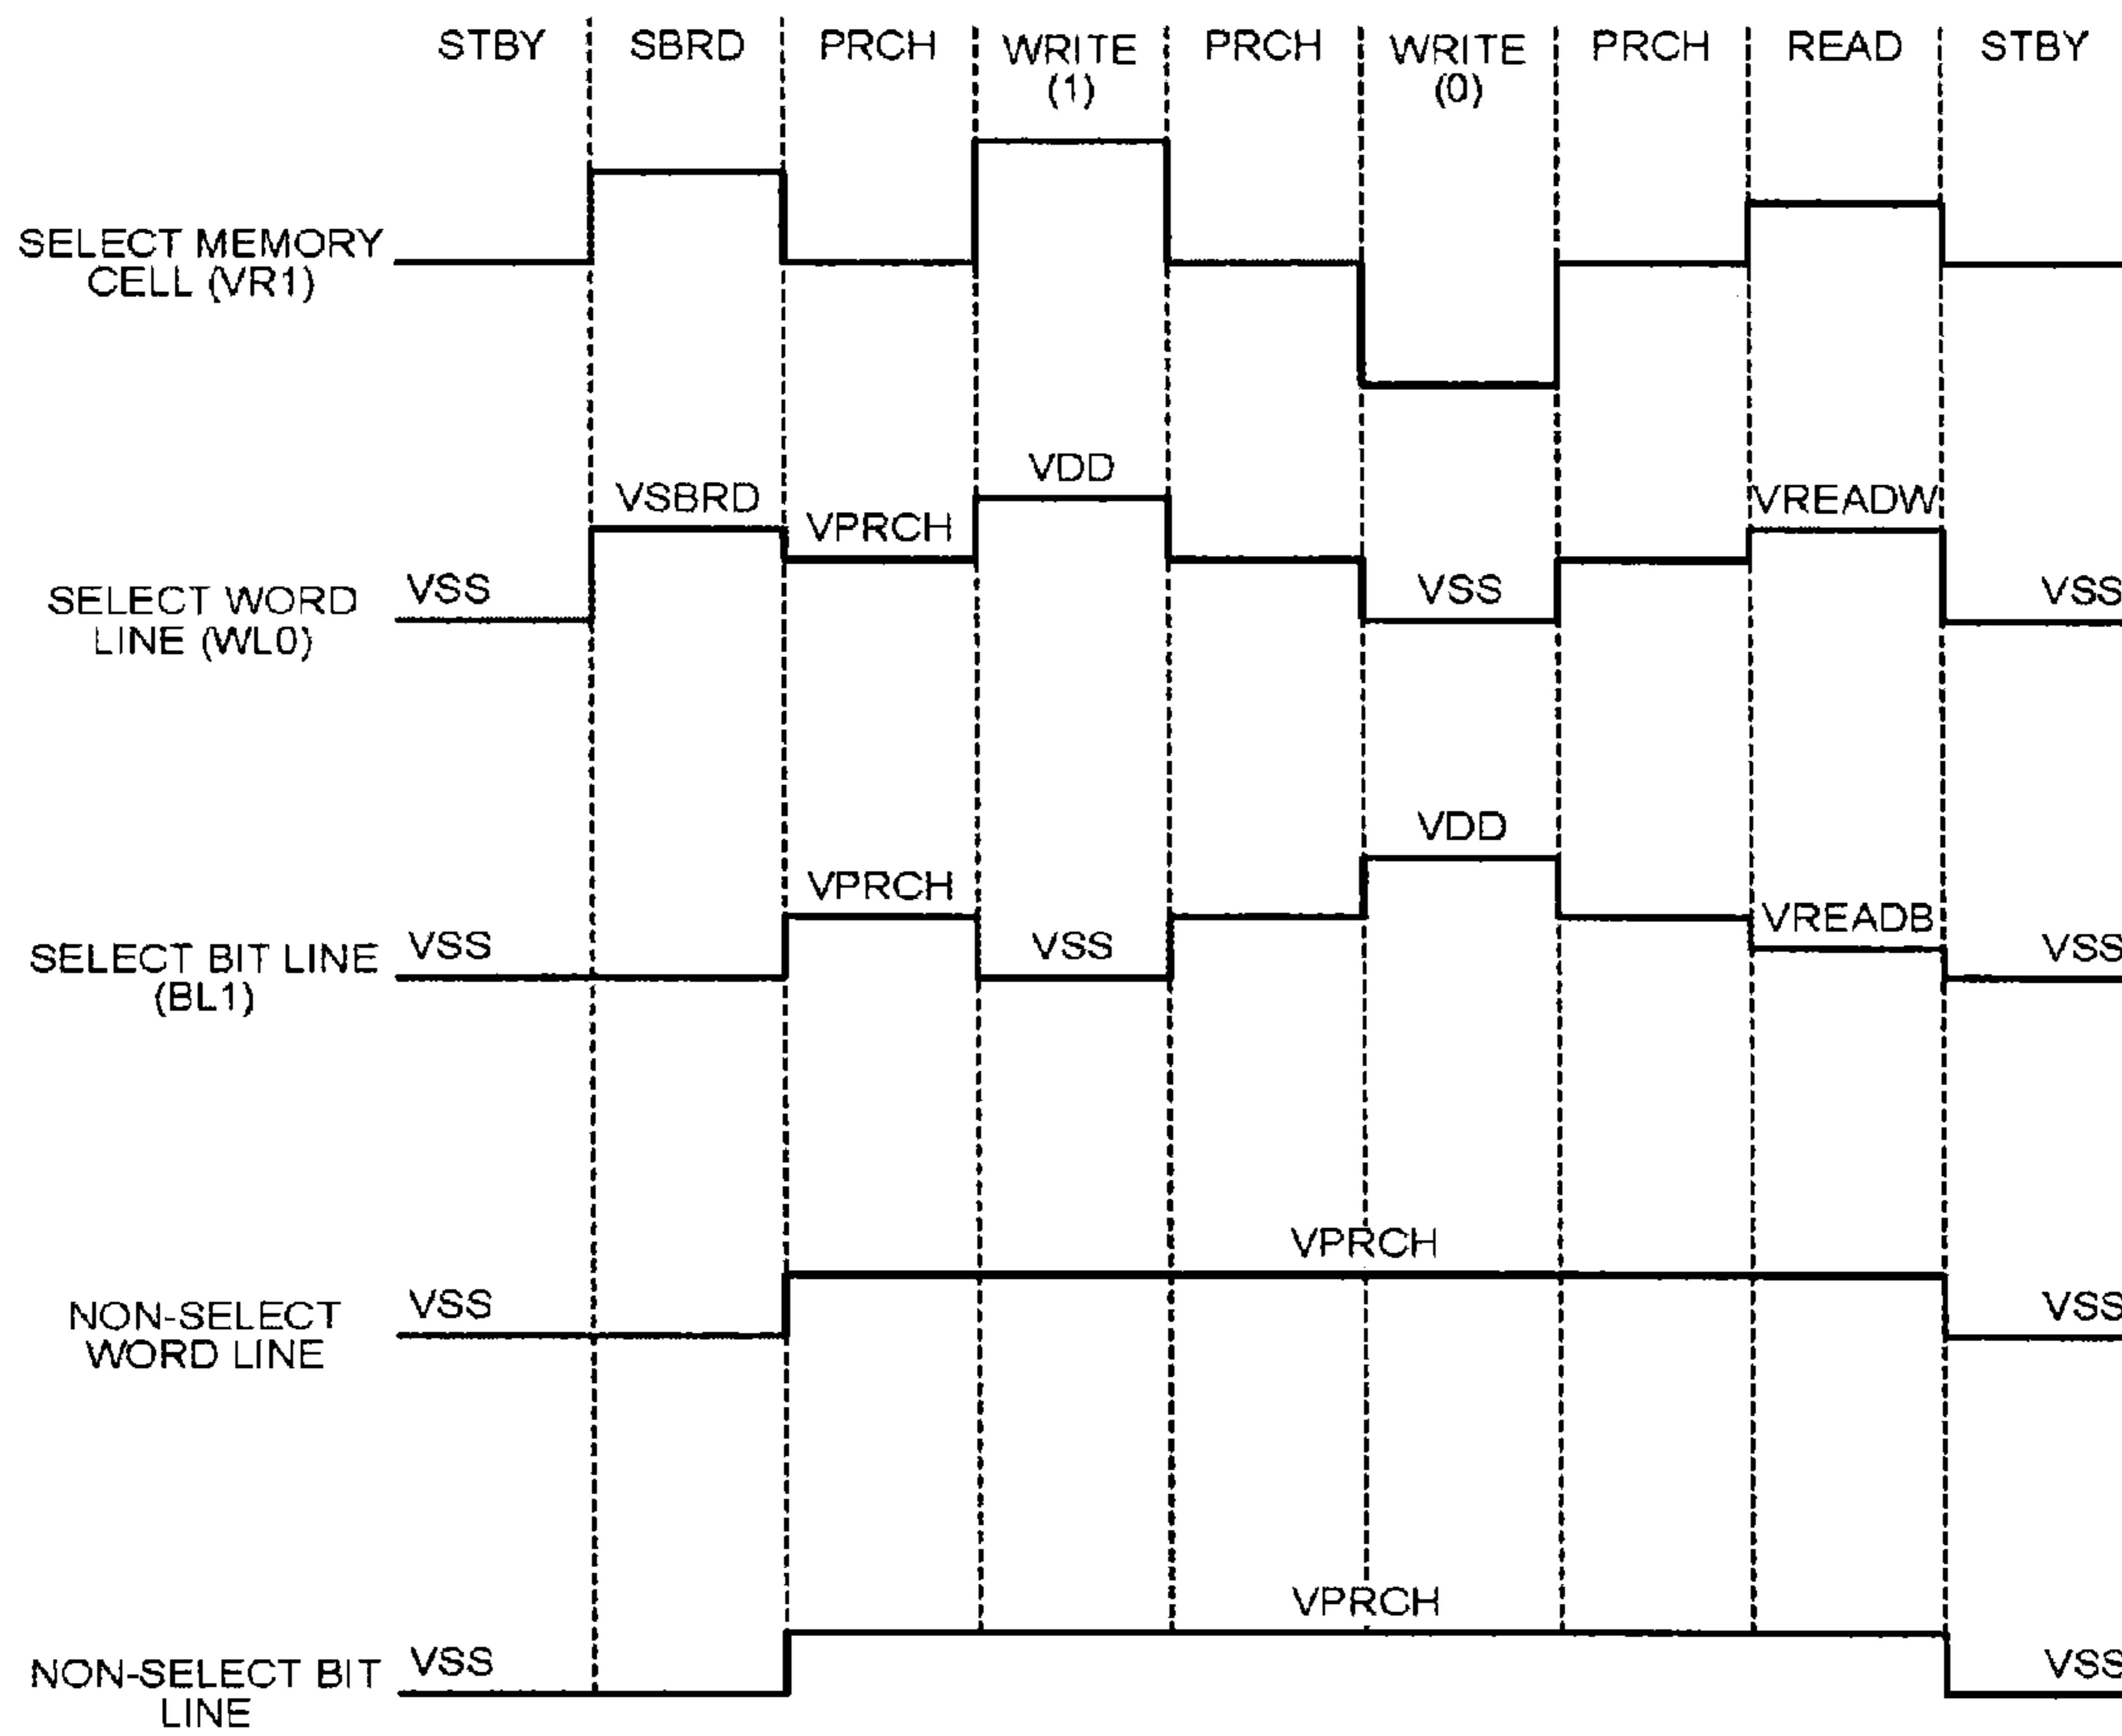 STBY SBRD PRCH WRITE PRCH WRITE PRCH READ STBY
(1) (0)
SELECT MEMORY
CELL (VR1)
VDD
VSBRD VPRCH VREADW
SELECT WORD
LINE (WL0)
VSS VSS VSS
VDD
VPRCH VREADB
SELECT BIT LINE
(BL1)
VSS VSS VSS
VPRCH
NON-SELECT
WORD LINE
VSS VSS
VPRCH
NON-SELECT BIT
LINE
VSS VSS